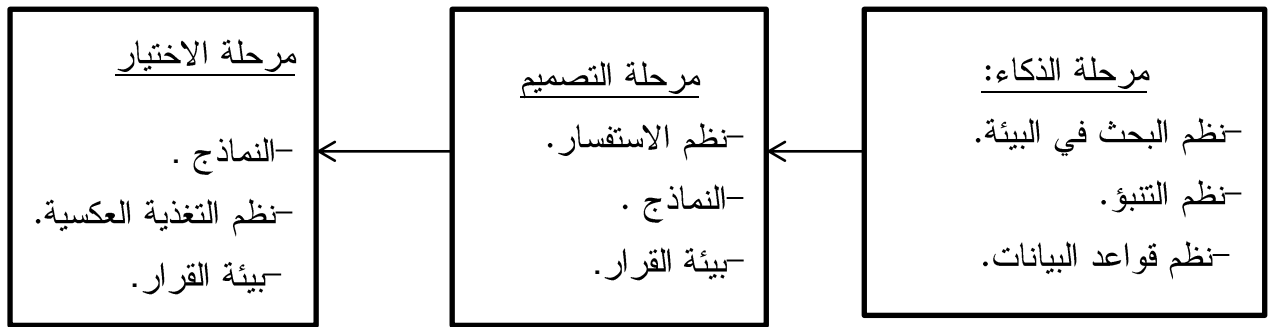 مرحلة الذكاء:
-نظم البحث في البيئة.
-نظم التنبؤ.
-نظم قواعد البيانات.
مرحلة التصميم
-نظم الاستفسار.
-النماذج .
-بيئة القرار.
مرحلة الاختيار
-النماذج .
-نظم التغذية العكسية.
-بيئة القرار.